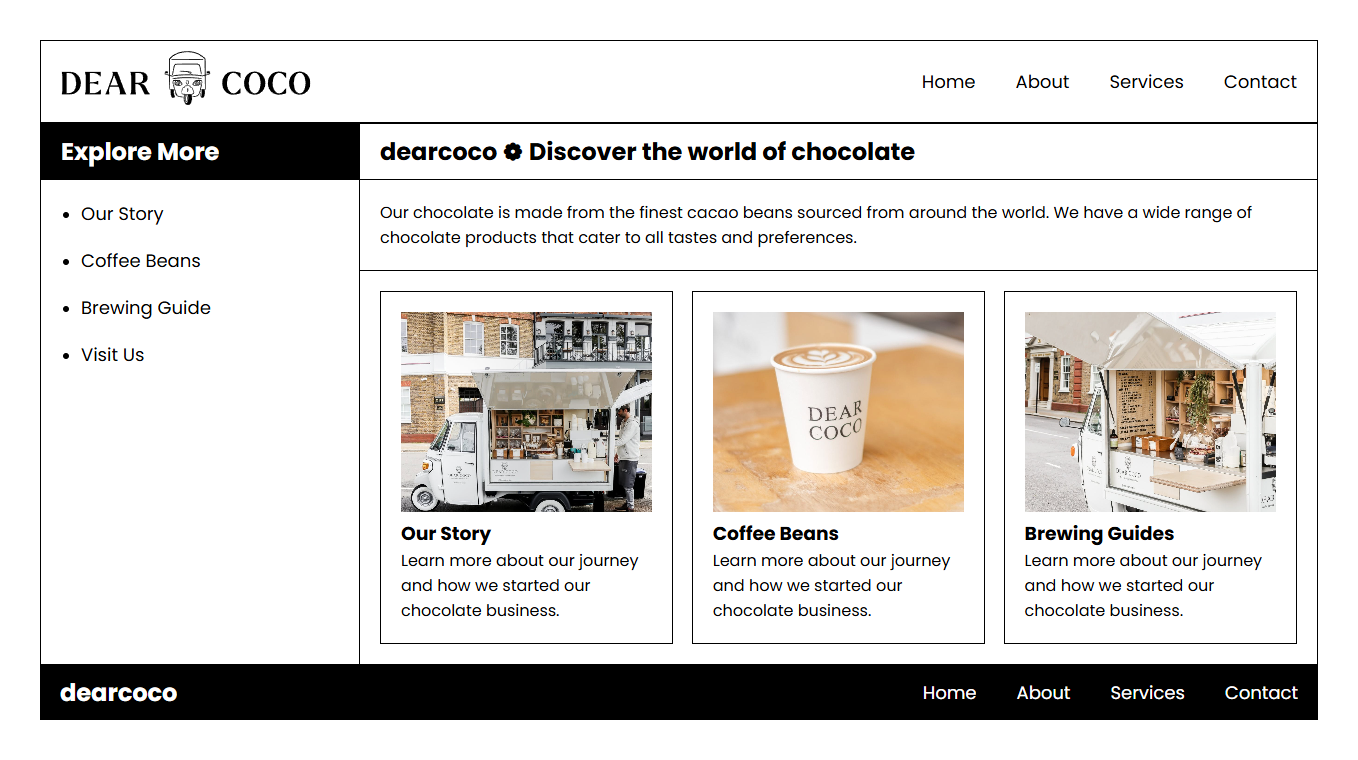 DEAR COCO
Home About Services Contact
Explore More
Our Story
Coffee Beans
Brewing Guide
Visit Us
dearcoco Discover the world of chocolate
Our chocolate is made from the finest cacao beans sourced from around the world. We have a wide range of
chocolate products that cater to all tastes and preferences.
DEAR COCO
Our Story
Learn more about our journey
and how we started our
chocolate business.
DEAR
COCO
Coffee Beans
Learn more about our journey
and how we started our
chocolate business.
Brewing Guides
Learn more about our journey
and how we started our
chocolate business.
dearcoco
Home About Services Contact